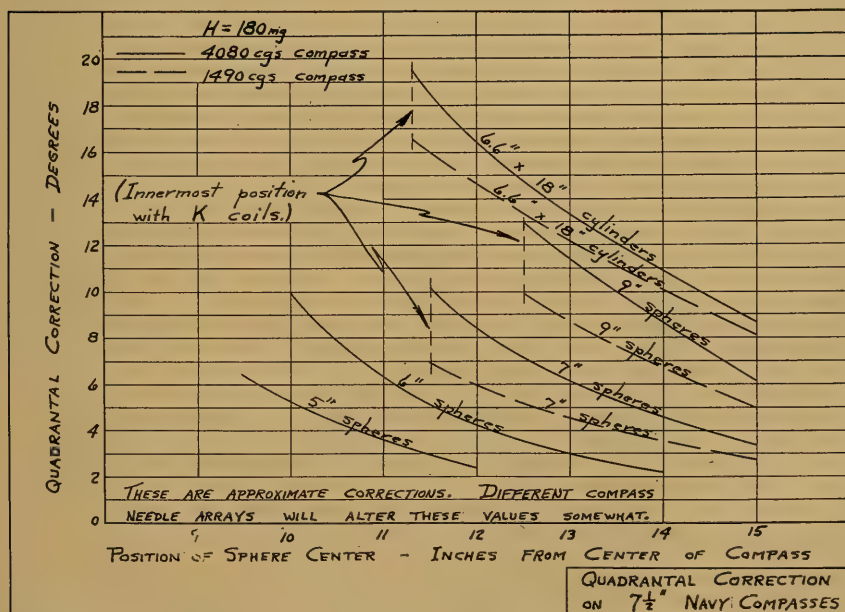 H = 180 mg
4080 cgs compass
1490 cgs compass
20
18
16
14
12
10
8
6
4
2
0
QUADRANTAL CORRECTION - DEGREES
(Innermost position
with K coils.)
6.6" x 18" cylinders
6.6" x 18" cylinders
9" spheres
9" spheres
7" spheres
7" spheres
6" spheres
5" spheres
THESE ARE APPROXIMATE CORRECTIONS. DIFFERENT COMPASS
NEEDLE ARRAYS WILL ALTER THESE VALUES SOMEWHAT.
9 10 11 12 13 14 15
POSITION OF SPHERE CENTER - INCHES FROM CENTER OF COMPASS
QUADRANTAL CORRECTION
ON 7½" NAVY COMPASSES